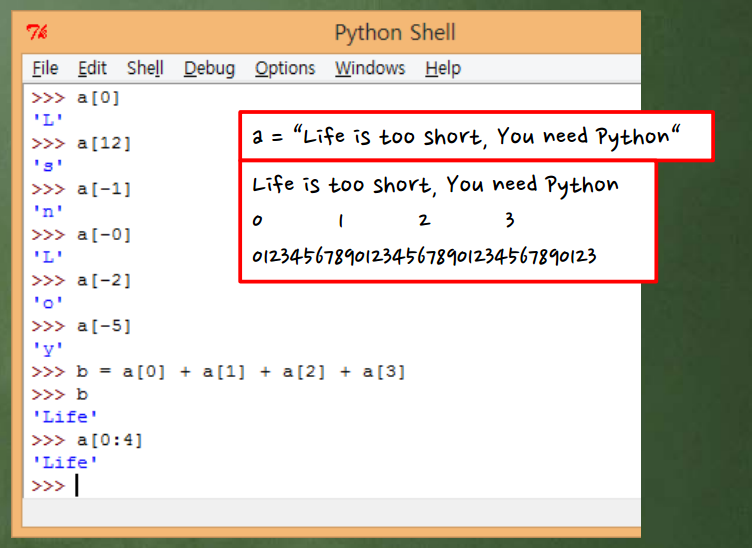 Python Shell
File Edit Shell Debug Options Windows Help
>>> a[0]
'L'
>>> a[12]
's'
>>> a[-1]
'n'
>>> a[-0]
'L'
>>> a[-2]
'o'
>>> a[-5]
'y'
>>> b = a[0] + a[1] + a[2] + a[3]
>>> b
'Life'
>>> a[0:4]
'Life'
>>>
a = “Life is too short, You need Python“
Life is too short, You need Python
0 1 2 3
0123456789012345678901234567890123